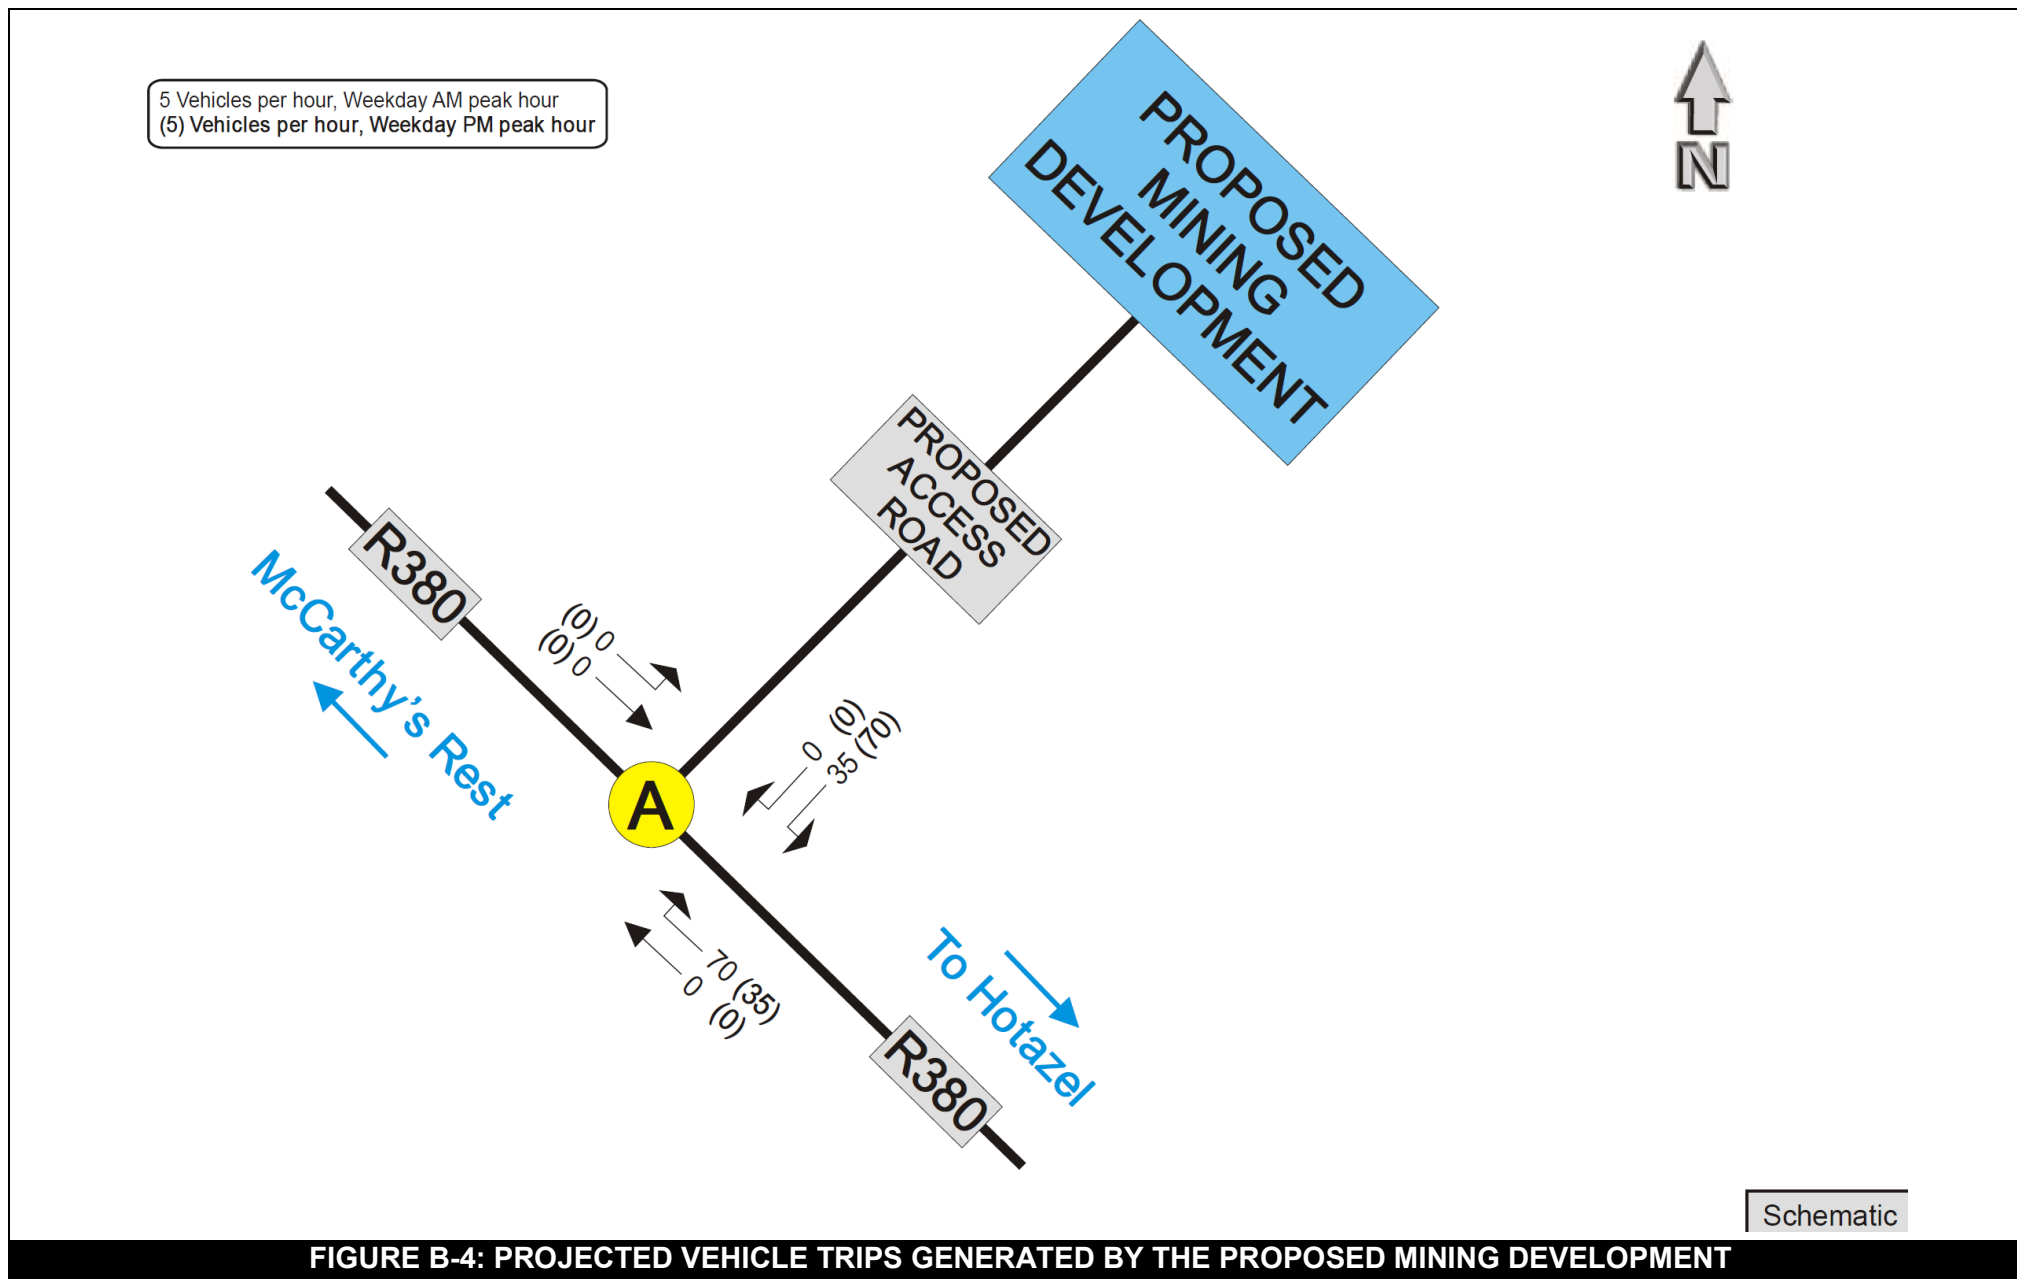 5 Vehicles per hour, Weekday AM peak hour
(5) Vehicles per hour, Weekday PM peak hour
N
PROPOSED
MINING
DEVELOPMENT
PROPOSED
ACCESS
ROAD
R380
McCarthy's Rest
(0) 0
(0) 0
0 (0)
35 (70)
A
70 (35)
0 (0)
To Hotazel
R380
Schematic
FIGURE B-4: PROJECTED VEHICLE TRIPS GENERATED BY THE PROPOSED MINING DEVELOPMENT